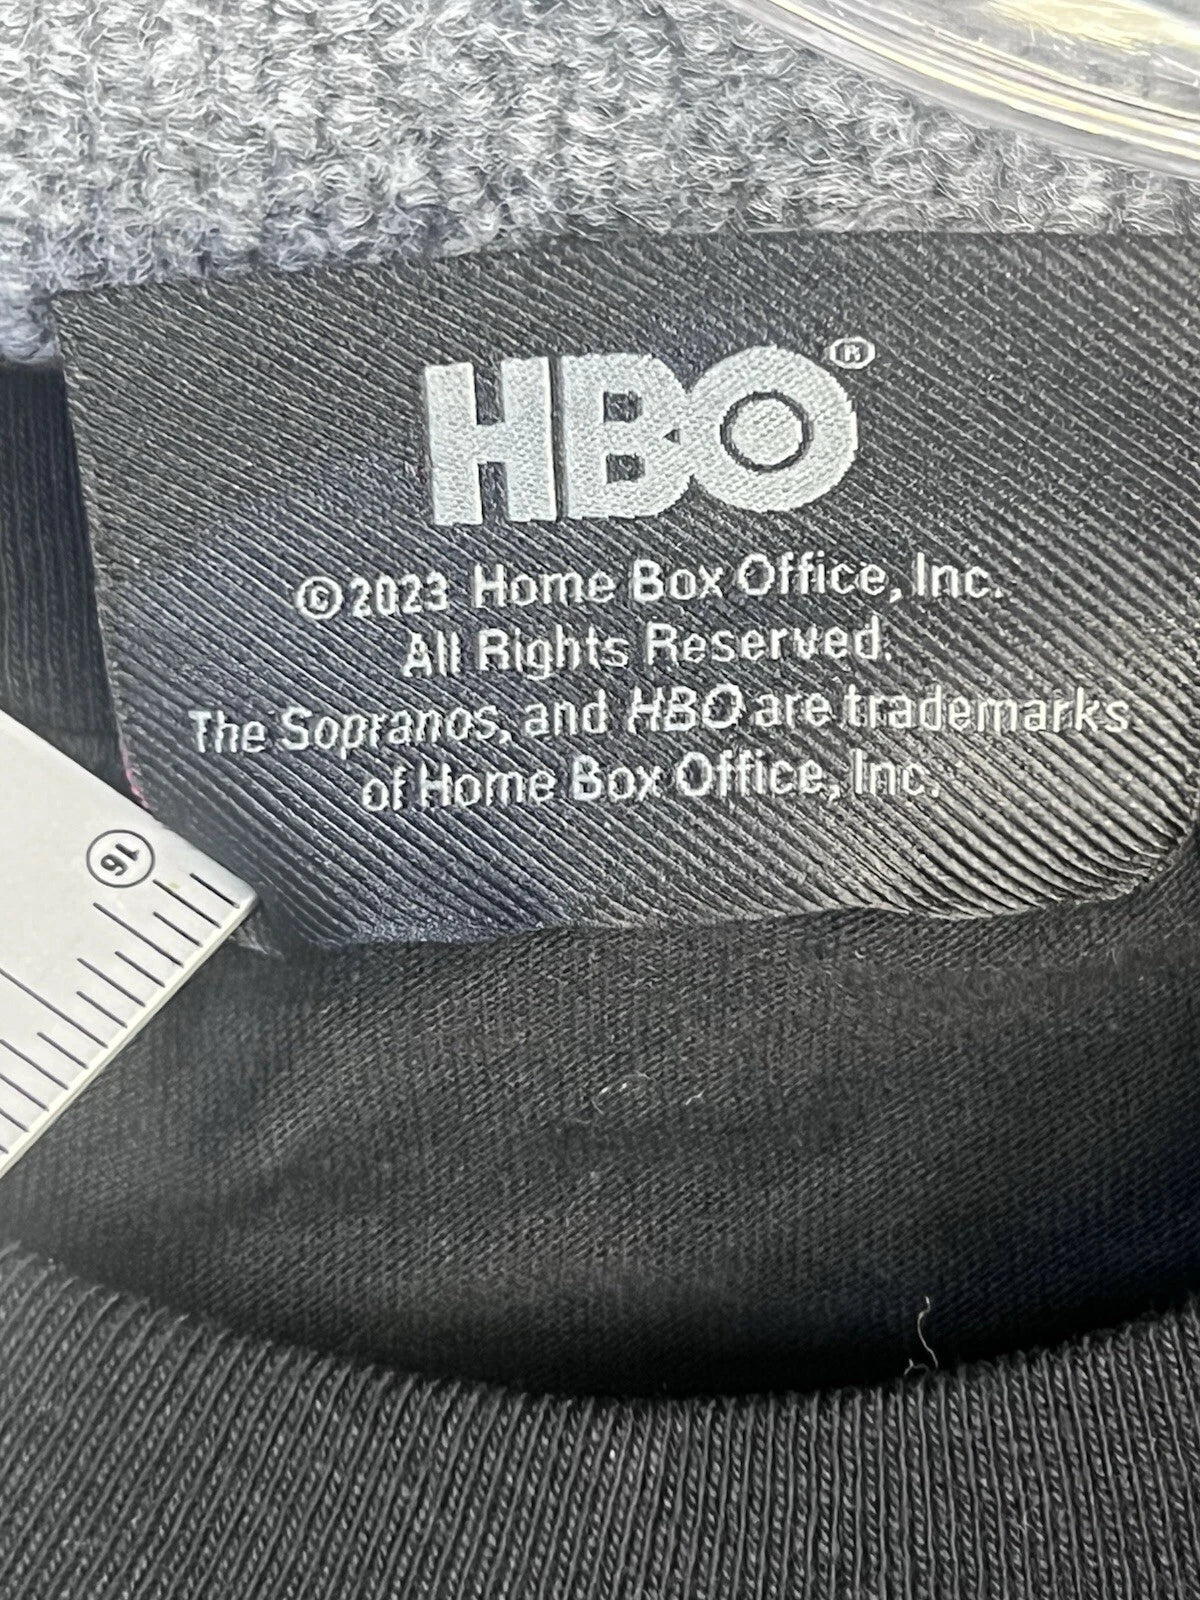 HBO®
©2023 Home Box Office, Inc.
All Rights Reserved.
The Sopranos, and HBO are trademarks
of Home Box Office, Inc.
16